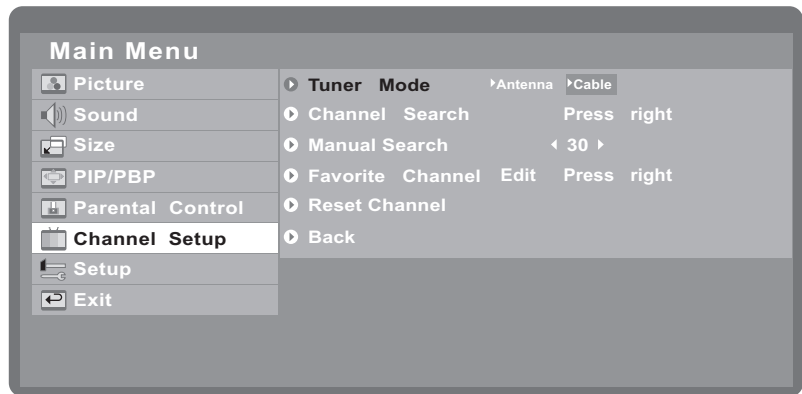 Main Menu
Picture
Sound
Size
PIP/PBP
Parental Control
Channel Setup
Setup
Exit
Tuner Mode Antenna Cable
Channel Search Press right
Manual Search 30
Favorite Channel Edit Press right
Reset Channel
Back